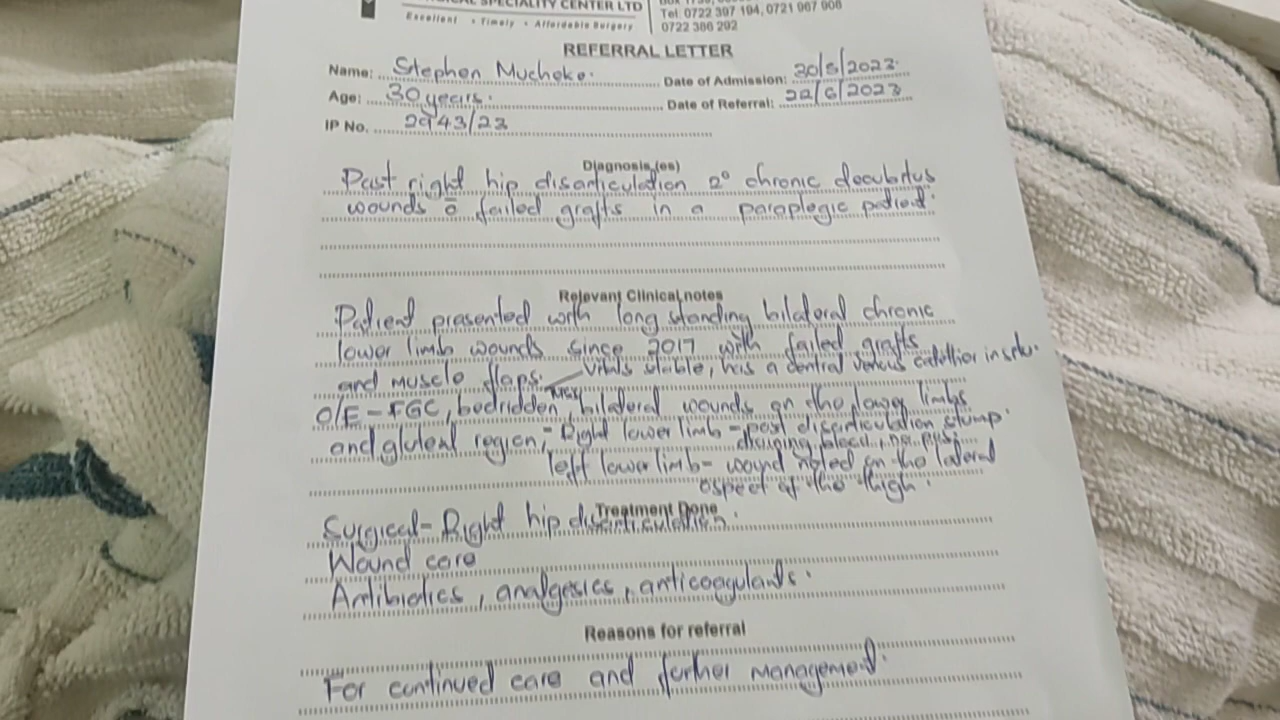 SPECIALITY CENTER LTD
Excellent • Timely • Affordable Surgery
Tel: 0722 397 194, 0721 967 906
0722 386 292
REFERRAL LETTER
Name: Stephen Mucheke.
Date of Admission: 30/5/2023.
Age: 30 years.
Date of Referral: 22/6/2023
IP No. 2943/23
Diagnosis(es)
Post right hip disarticulation 2° chronic decubitus
wounds c̄ failed grafts in a paraplegic patient.
Relevant Clinical notes
Patient presented with long standing bilateral chronic
lower limb wounds since 2017 with failed grafts
and muscle flaps. Vitals stable, has a central venous catether in situ.
O/E - FGC, bedridden, bilateral wounds on the lower limbs
and gluteal region, - Right lower limb - post disarticulation stump
draining blood, no pus.
left lower limb - wound noted on the lateral
aspect of the thigh.
Treatment Done
Surgical - Right hip disarticulation.
Wound care
Antibiotics, analgesics, anticoagulants.
Reasons for referral
For continued care and further management.